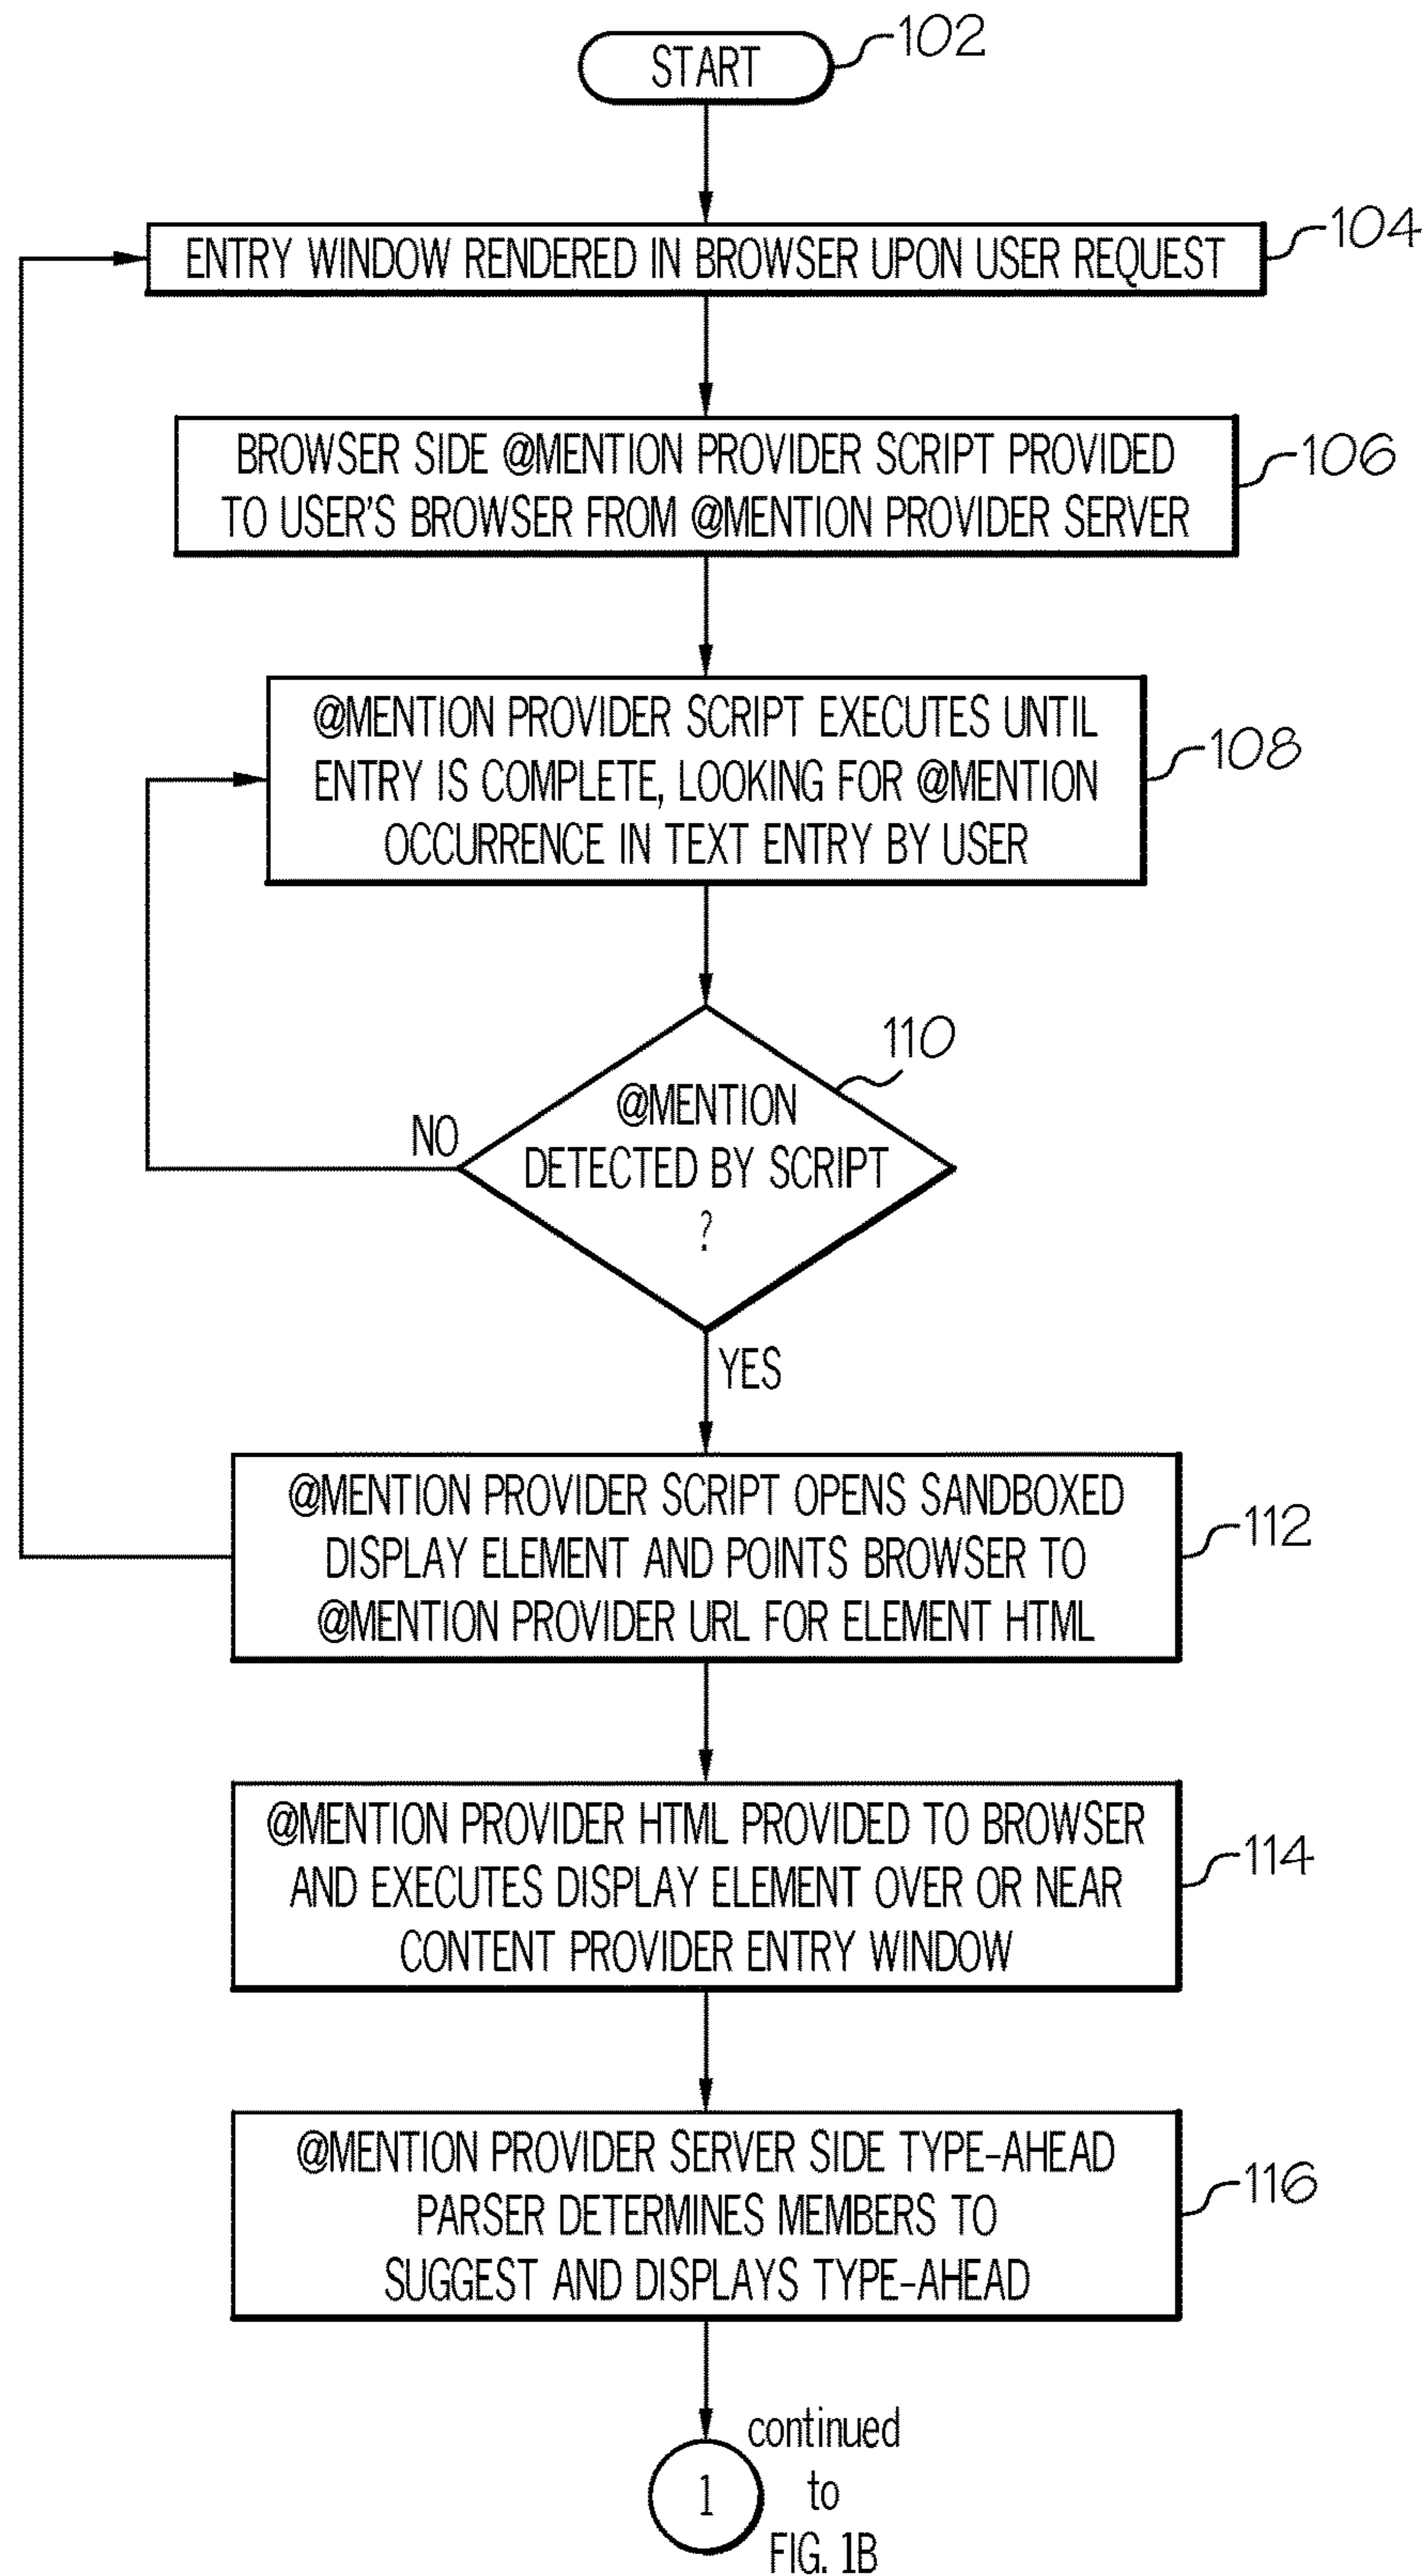 START
102
ENTRY WINDOW RENDERED IN BROWSER UPON USER REQUEST
104
BROWSER SIDE @MENTION PROVIDER SCRIPT PROVIDED
TO USER'S BROWSER FROM @MENTION PROVIDER SERVER
106
@MENTION PROVIDER SCRIPT EXECUTES UNTIL
ENTRY IS COMPLETE, LOOKING FOR @MENTION
OCCURRENCE IN TEXT ENTRY BY USER
108
110
@MENTION
DETECTED BY SCRIPT
?
NO
YES
@MENTION PROVIDER SCRIPT OPENS SANDBOXED
DISPLAY ELEMENT AND POINTS BROWSER TO
@MENTION PROVIDER URL FOR ELEMENT HTML
112
@MENTION PROVIDER HTML PROVIDED TO BROWSER
AND EXECUTES DISPLAY ELEMENT OVER OR NEAR
CONTENT PROVIDER ENTRY WINDOW
114
@MENTION PROVIDER SERVER SIDE TYPE-AHEAD
PARSER DETERMINES MEMBERS TO
SUGGEST AND DISPLAYS TYPE-AHEAD
116
1
continued
to
FIG. 1B